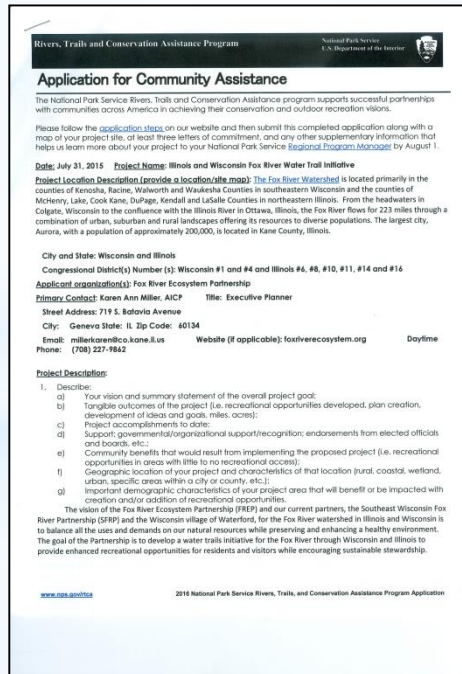 Rivers, Trails and Conservation Assistance Program
National Park Service
U.S. Department of the Interior
Application for Community Assistance
The National Park Service Rivers, Trails and Conservation Assistance program supports successful partnerships
with communities across America in achieving their conservation and outdoor recreation visions.
Please follow the application steps on our website and then submit this completed application along with a
map of your project site, at least three letters of commitment, and any other supplementary information that
helps us learn more about your project to your National Park Service Regional Program Manager by August 1.
Date: July 31, 2015 Project Name: Illinois and Wisconsin Fox River Water Trail Initiative
Project Location Description (provide a location/site map): The Fox River Watershed is located primarily in the
counties of Kenosha, Racine, Walworth and Waukesha Counties in southeastern Wisconsin and the counties of
McHenry, Lake, Cook Kane, DuPage, Kendall and LaSalle Counties in northeastern Illinois. From the headwaters in
Colgate, Wisconsin to the confluence with the Illinois River in Ottawa, Illinois, the Fox River flows for 223 miles through a
combination of urban, suburban and rural landscapes offering its resources to diverse populations. The largest city,
Aurora, with a population of approximately 200,000, is located in Kane County, Illinois.
City and State: Wisconsin and Illinois
Congressional District(s) Number (s): Wisconsin #1 and #4 and Illinois #6, #8, #10, #11, #14 and #16
Applicant organization(s): Fox River Ecosystem Partnership
Primary Contact: Karen Ann Miller, AICP Title: Executive Planner
Street Address: 719 S. Batavia Avenue
City: Geneva State: IL Zip Code: 60134
Email: millerkaren@co.kane.il.us Website (if applicable): foxriverecosystem.org Daytime
Phone: (708) 227-9862
Project Description:
1. Describe:
a) Your vision and summary statement of the overall project goal;
b) Tangible outcomes of the project (i.e. recreational opportunities developed, plan creation,
development of ideas and goals, miles, acres);
c) Project accomplishments to date;
d) Support: governmental/organizational support/recognition; endorsements from elected officials
and boards, etc.;
e) Community benefits that would result from implementing the proposed project (i.e. recreational
opportunities in areas with little to no recreational access);
f) Geographic location of your project and characteristics of that location (rural, coastal, wetland,
urban, specific areas within a city or county, etc.);
g) Important demographic characteristics of your project area that will benefit or be impacted with
creation and/or addition of recreational opportunities.
The vision of the Fox River Ecosystem Partnership (FREP) and our current partners, the Southeast Wisconsin Fox
River Partnership (SFRP) and the Wisconsin village of Waterford, for the Fox River watershed in Illinois and Wisconsin is
to balance all the uses and demands on our natural resources while preserving and enhancing a healthy environment.
The goal of the Partnership is to develop a water trails initiative for the Fox River through Wisconsin and Illinois to
provide enhanced recreational opportunities for residents and visitors while encouraging sustainable stewardship.
www.nps.gov/rtca 2016 National Park Service Rivers, Trails, and Conservation Assistance Program Application